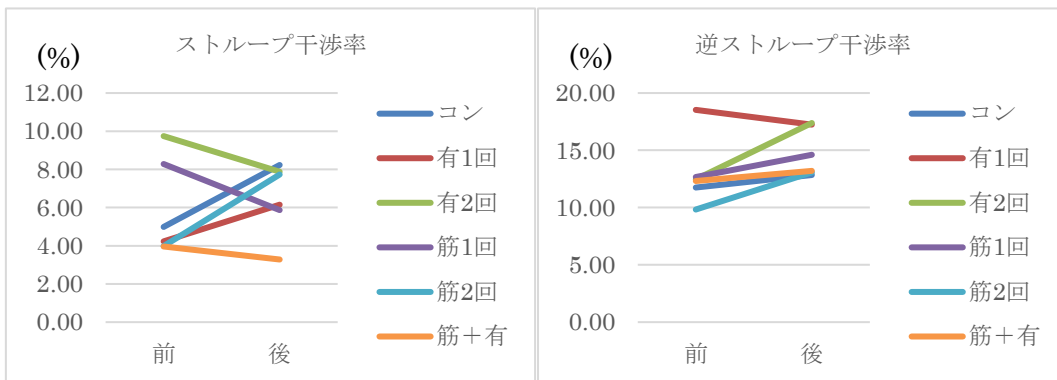 ストループ干渉率
(%)
12.00
10.00
8.00
6.00
4.00
2.00
0.00
前 後
コン
有1回
有2回
筋1回
筋2回
筋＋有
逆ストループ干渉率
(%)
20.00
15.00
10.00
5.00
0.00
前 後
コン
有1回
有2回
筋1回
筋2回
筋＋有